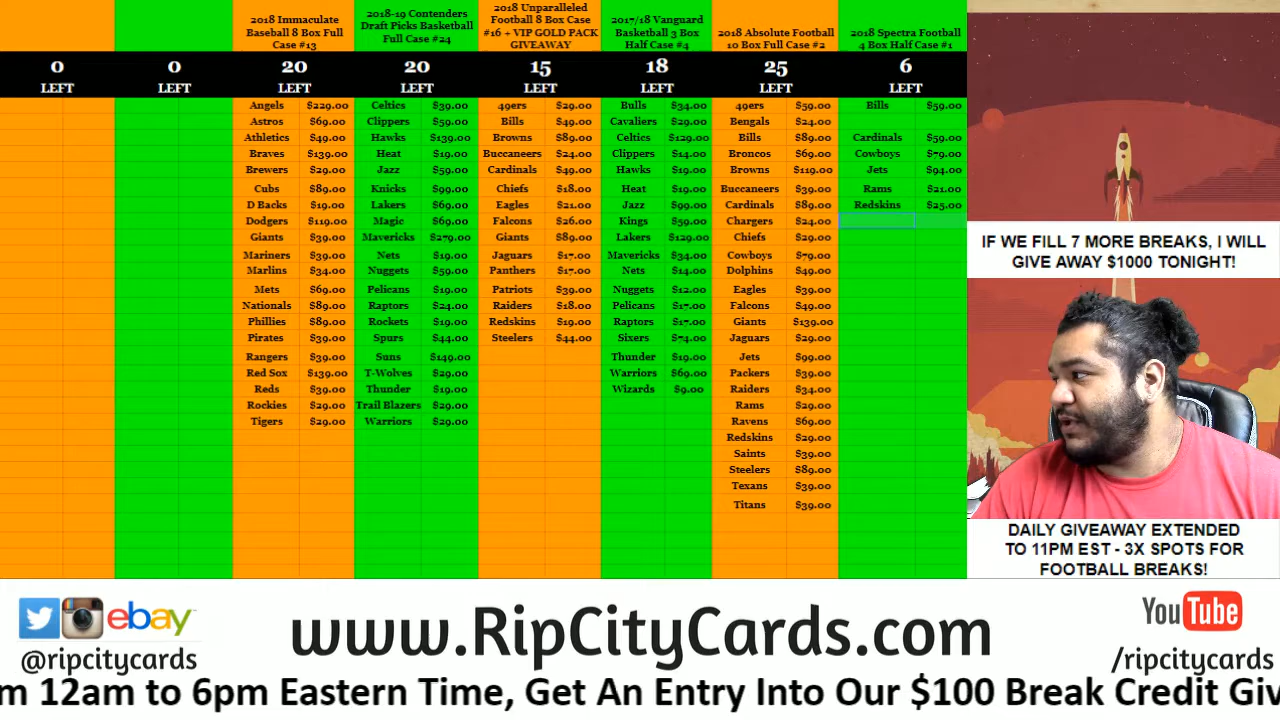 2018 Immaculate
Baseball 8 Box Full
Case #13
2018-19 Contenders
Draft Picks Basketball
Full Case #24
2018 Unparalleled
Football 8 Box Case
#16 + VIP GOLD PACK
GIVEAWAY
2017/18 Vanguard
Basketball 3 Box
Half Case #4
2018 Absolute Football
10 Box Full Case #2
2018 Spectra Football
4 Box Half Case #1
0 0 20 20 15 18 25 6
LEFT LEFT LEFT LEFT LEFT LEFT LEFT LEFT
Angels $229.00 Celtics $39.00 49ers $29.00 Bulls $34.00 49ers $59.00 Bills $59.00
Astros $69.00 Clippers $59.00 Bills $49.00 Cavaliers $29.00 Bengals $24.00
Athletics $49.00 Hawks $139.00 Browns $89.00 Celtics $129.00 Bills $89.00 Cardinals $59.00
Braves $139.00 Heat $19.00 Buccaneers $24.00 Clippers $14.00 Broncos $69.00 Cowboys $79.00
Brewers $29.00 Jazz $59.00 Cardinals $49.00 Hawks $19.00 Browns $119.00 Jets $94.00
Cubs $89.00 Knicks $99.00 Chiefs $18.00 Heat $19.00 Buccaneers $39.00 Rams $21.00
D Backs $19.00 Lakers $69.00 Eagles $21.00 Jazz $99.00 Cardinals $89.00 Redskins $25.00
Dodgers $119.00 Magic $69.00 Falcons $26.00 Kings $59.00 Chargers $24.00
Giants $39.00 Mavericks $279.00 Giants $89.00 Lakers $129.00 Chiefs $29.00
Mariners $39.00 Nets $19.00 Jaguars $17.00 Mavericks $34.00 Cowboys $79.00
Marlins $34.00 Nuggets $59.00 Panthers $17.00 Nets $14.00 Dolphins $49.00
Mets $69.00 Pelicans $19.00 Patriots $39.00 Nuggets $12.00 Eagles $39.00
Nationals $89.00 Raptors $24.00 Raiders $18.00 Pelicans $17.00 Falcons $49.00
Phillies $89.00 Rockets $19.00 Redskins $19.00 Raptors $17.00 Giants $139.00
Pirates $39.00 Spurs $44.00 Steelers $44.00 Sixers $74.00 Jaguars $29.00
Rangers $39.00 Suns $149.00 Thunder $19.00 Jets $99.00
Red Sox $139.00 T-Wolves $29.00 Warriors $69.00 Packers $39.00
Reds $39.00 Thunder $19.00 Wizards $9.00 Raiders $34.00
Rockies $29.00 Trail Blazers $29.00 Rams $29.00
Tigers $29.00 Warriors $29.00 Ravens $69.00
Redskins $29.00
Saints $39.00
Steelers $89.00
Texans $39.00
Titans $39.00
IF WE FILL 7 MORE BREAKS, I WILL
GIVE AWAY $1000 TONIGHT!
DAILY GIVEAWAY EXTENDED
TO 11PM EST - 3X SPOTS FOR
FOOTBALL BREAKS!
ebay
@ripcitycards
www.RipCityCards.com
YouTube
/ripcitycards
m 12am to 6pm Eastern Time, Get An Entry Into Our $100 Break Credit Giv